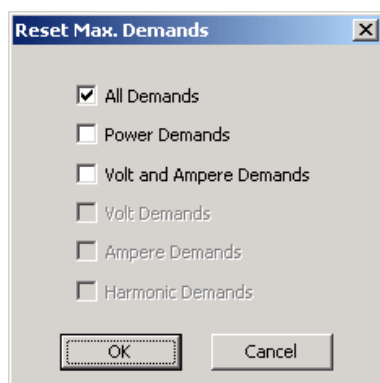 Reset Max. Demands
All Demands
Power Demands
Volt and Ampere Demands
Volt Demands
Ampere Demands
Harmonic Demands
OK Cancel